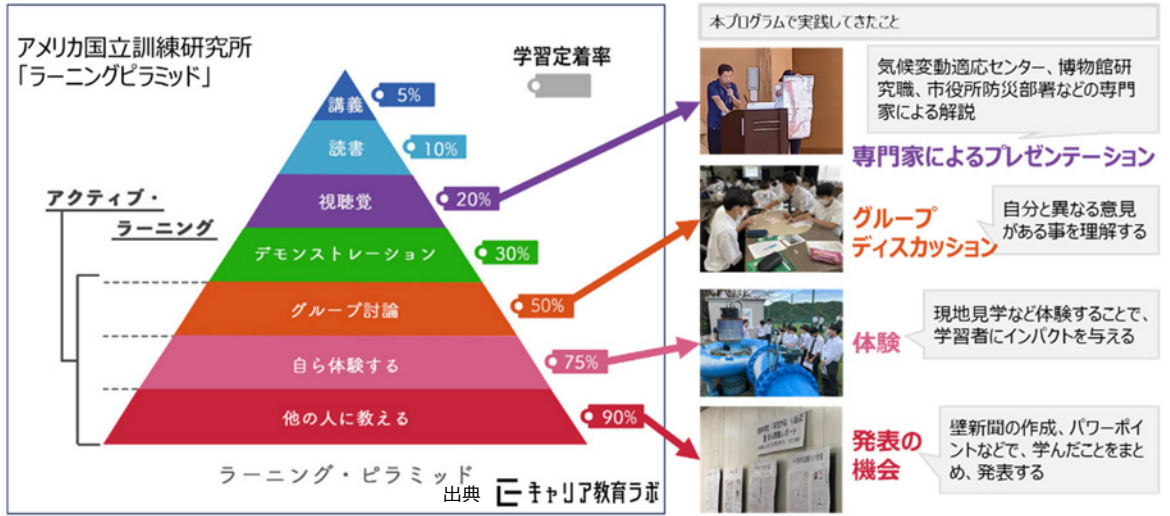 アメリカ国立訓練研究所
「ラーニングピラミッド」
学習定着率
講義
5%
読書
10%
視聴覚
20%
デモンストレーション
30%
グループ討論
50%
自ら体験する
75%
他の人に教える
90%
アクティブ・
ラーニング
ラーニング・ピラミッド
出典 キャリア教育ラボ
本プログラムで実践してきたこと
気候変動適応センター、博物館研
究職、市役所防災部署などの専門
家による解説
専門家によるプレゼンテーション
グループ
ディスカッション
自分と異なる意見
がある事を理解する
体験
現地見学など体験することで、
学習者にインパクトを与える
発表の
機会
壁新聞の作成、パワーポイ
ントなどで、学んだことをまと
め、発表する